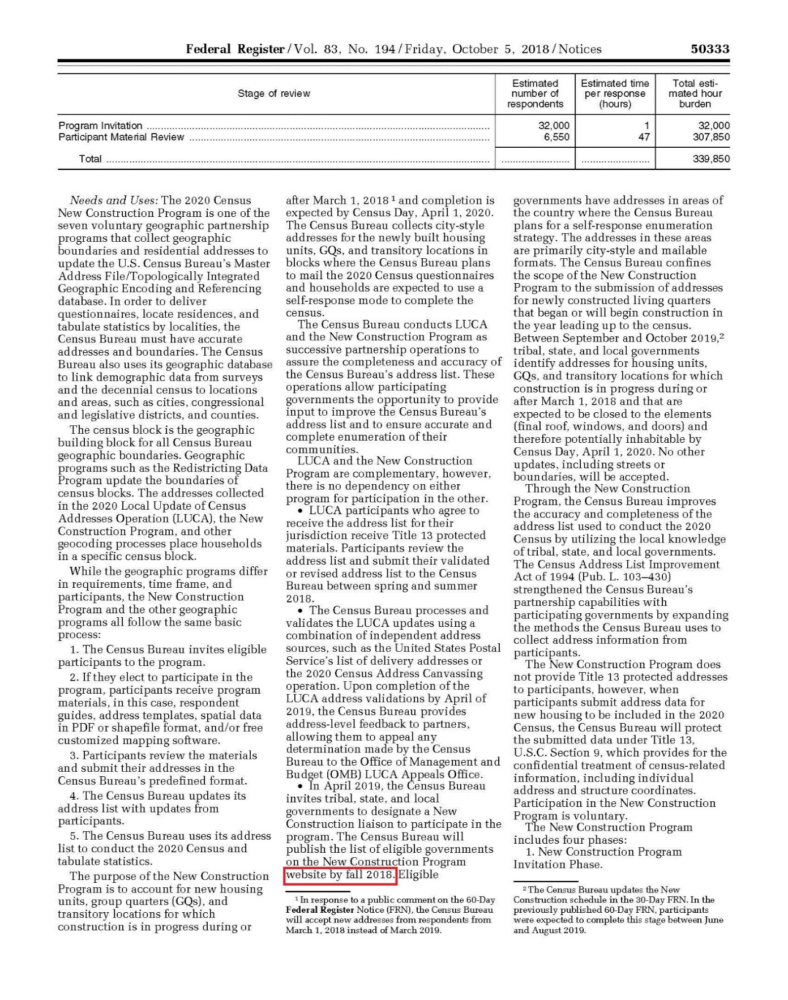 Federal Register / Vol. 83, No. 194 / Friday, October 5, 2018 / Notices 50333
Stage of review
Estimated
number of
respondents
Estimated time
per response
(hours)
Total esti-
mated hour
burden
Program Invitation ........................................ 32,000 1 32,000
Participant Material Review ........................................ 6,550 47 307,850
Total ........................................ ........................ ........................ 339,850
Needs and Uses: The 2020 Census
New Construction Program is one of the
seven voluntary geographic partnership
programs that collect geographic
boundaries and residential addresses to
update the U.S. Census Bureau's Master
Address File/Topologically Integrated
Geographic Encoding and Referencing
database. In order to deliver
questionnaires, locate residences, and
tabulate statistics by localities, the
Census Bureau must have accurate
addresses and boundaries. The Census
Bureau also uses its geographic database
to link demographic data from surveys
and the decennial census to locations
and areas, such as cities, congressional
and legislative districts, and counties.
The census block is the geographic
building block for all Census Bureau
geographic boundaries. Geographic
programs such as the Redistricting Data
Program update the boundaries of
census blocks. The addresses collected
in the 2020 Local Update of Census
Addresses Operation (LUCA), the New
Construction Program, and other
geocoding processes place households
in a specific census block.
While the geographic programs differ
in requirements, time frame, and
participants, the New Construction
Program and the other geographic
programs all follow the same basic
process:
1. The Census Bureau invites eligible
participants to the program.
2. If they elect to participate in the
program, participants receive program
materials, in this case, respondent
guides, address templates, spatial data
in PDF or shapefile format, and/or free
customized mapping software.
3. Participants review the materials
and submit their addresses in the
Census Bureau's predefined format.
4. The Census Bureau updates its
address list with updates from
participants.
5. The Census Bureau uses its address
list to conduct the 2020 Census and
tabulate statistics.
The purpose of the New Construction
Program is to account for new housing
units, group quarters (GQs), and
transitory locations for which
construction is in progress during or
after March 1, 2018 1 and completion is
expected by Census Day, April 1, 2020.
The Census Bureau collects city-style
addresses for the newly built housing
units, GQs, and transitory locations in
blocks where the Census Bureau plans
to mail the 2020 Census questionnaires
and households are expected to use a
self-response mode to complete the
census.
The Census Bureau conducts LUCA
and the New Construction Program as
successive partnership operations to
assure the completeness and accuracy of
the Census Bureau's address list. These
operations allow participating
governments the opportunity to provide
input to improve the Census Bureau's
address list and to ensure accurate and
complete enumeration of their
communities.
LUCA and the New Construction
Program are complementary, however,
there is no dependency on either
program for participation in the other.
• LUCA participants who agree to
receive the address list for their
jurisdiction receive Title 13 protected
materials. Participants review the
address list and submit their validated
or revised address list to the Census
Bureau between spring and summer
2018.
• The Census Bureau processes and
validates the LUCA updates using a
combination of independent address
sources, such as the United States Postal
Service's list of delivery addresses or
the 2020 Census Address Canvassing
operation. Upon completion of the
LUCA address validations by April of
2019, the Census Bureau provides
address-level feedback to partners,
allowing them to appeal any
determination made by the Census
Bureau to the Office of Management and
Budget (OMB) LUCA Appeals Office.
• In April 2019, the Census Bureau
invites tribal, state, and local
governments to designate a New
Construction liaison to participate in the
program. The Census Bureau will
publish the list of eligible governments
on the New Construction Program
website by fall 2018. Eligible
1 In response to a public comment on the 60-Day
Federal Register Notice (FRN), the Census Bureau
will accept new addresses from respondents from
March 1, 2018 instead of March 2019.
governments have addresses in areas of
the country where the Census Bureau
plans for a self-response enumeration
strategy. The addresses in these areas
are primarily city-style and mailable
formats. The Census Bureau confines
the scope of the New Construction
Program to the submission of addresses
for newly constructed living quarters
that began or will begin construction in
the year leading up to the census.
Between September and October 2019,2
tribal, state, and local governments
identify addresses for housing units,
GQs, and transitory locations for which
construction is in progress during or
after March 1, 2018 and that are
expected to be closed to the elements
(final roof, windows, and doors) and
therefore potentially inhabitable by
Census Day, April 1, 2020. No other
updates, including streets or
boundaries, will be accepted.
Through the New Construction
Program, the Census Bureau improves
the accuracy and completeness of the
address list used to conduct the 2020
Census by utilizing the local knowledge
of tribal, state, and local governments.
The Census Address List Improvement
Act of 1994 (Pub. L. 103–430)
strengthened the Census Bureau's
partnership capabilities with
participating governments by expanding
the methods the Census Bureau uses to
collect address information from
participants.
The New Construction Program does
not provide Title 13 protected addresses
to participants, however, when
participants submit address data for
new housing to be included in the 2020
Census, the Census Bureau will protect
the submitted data under Title 13,
U.S.C. Section 9, which provides for the
confidential treatment of census-related
information, including individual
address and structure coordinates.
Participation in the New Construction
Program is voluntary.
The New Construction Program
includes four phases:
1. New Construction Program
Invitation Phase.
2 The Census Bureau updates the New
Construction schedule in the 30-Day FRN. In the
previously published 60-Day FRN, participants
were expected to complete this stage between June
and August 2019.